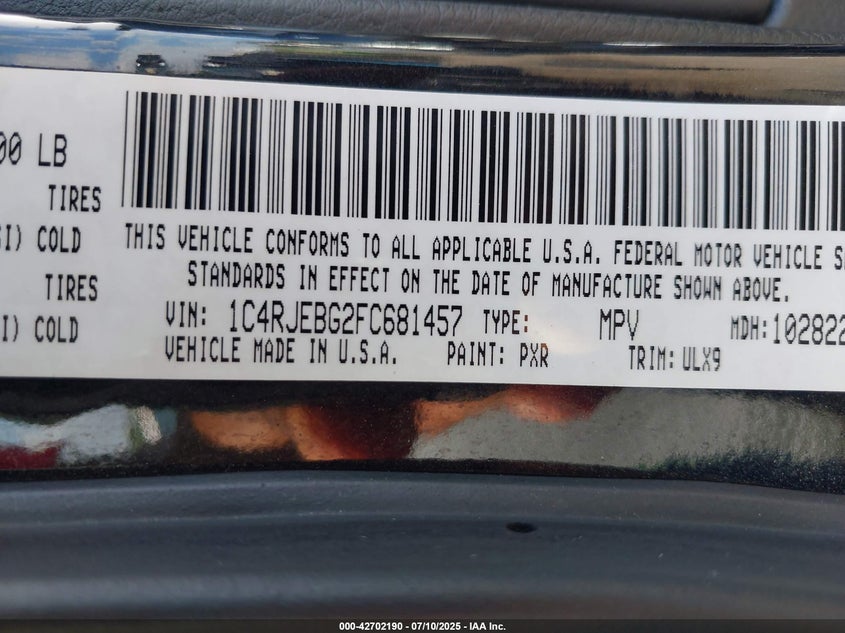 00 LB
TIRES
SI) COLD
THIS VEHICLE CONFORMS TO ALL APPLICABLE U.S.A. FEDERAL MOTOR VEHICLE
TIRES
STANDARDS IN EFFECT ON THE DATE OF MANUFACTURE SHOWN ABOVE.
I) COLD
VIN: 1C4RJEBG2FC681457 TYPE: MPV MDH:102822
VEHICLE MADE IN U.S.A. PAINT: PXR TRIM: ULX9
000-42702190 - 07/10/2025 - IAA Inc.